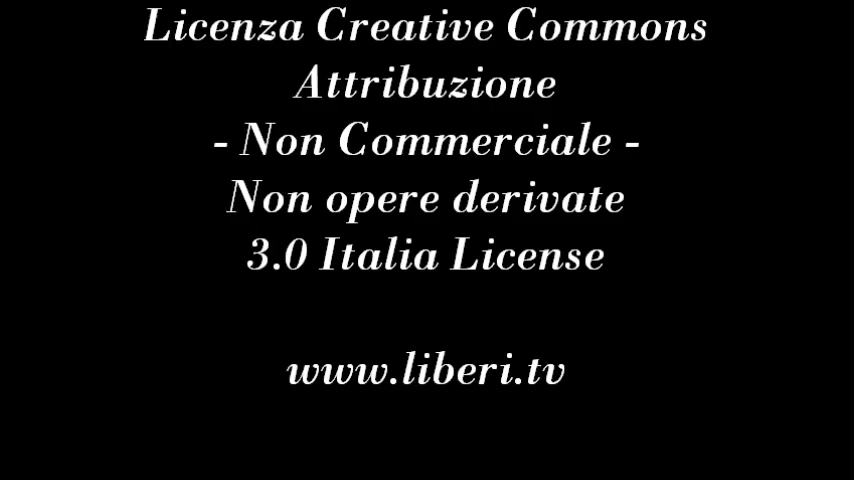 Licenza Creative Commons
Attribuzione
- Non Commerciale -
Non opere derivate
3.0 Italia License
www.liberi.tv